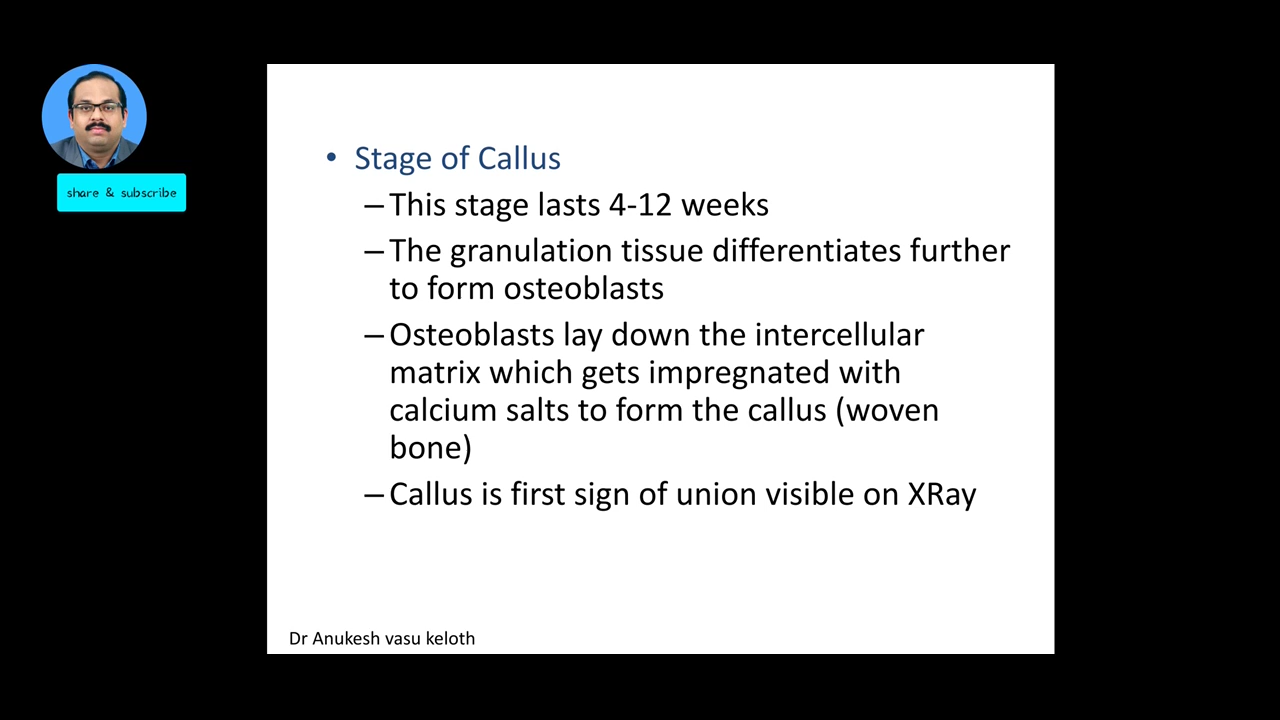 share & subscribe
• Stage of Callus
– This stage lasts 4-12 weeks
– The granulation tissue differentiates further
to form osteoblasts
– Osteoblasts lay down the intercellular
matrix which gets impregnated with
calcium salts to form the callus (woven
bone)
– Callus is first sign of union visible on XRay
Dr Anukesh vasu keloth